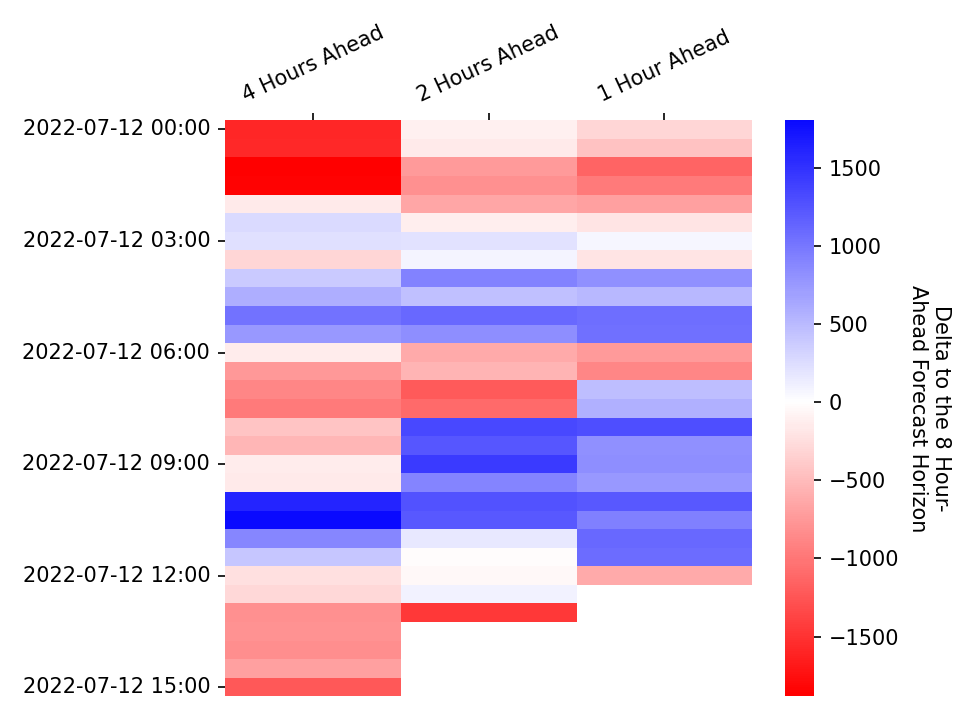 4 Hours Ahead
2 Hours Ahead
1 Hour Ahead
2022-07-12 00:00
2022-07-12 03:00
2022-07-12 06:00
2022-07-12 09:00
2022-07-12 12:00
2022-07-12 15:00
1500
1000
500
0
−500
−1000
−1500
Delta to the 8 Hour-
Ahead Forecast Horizon